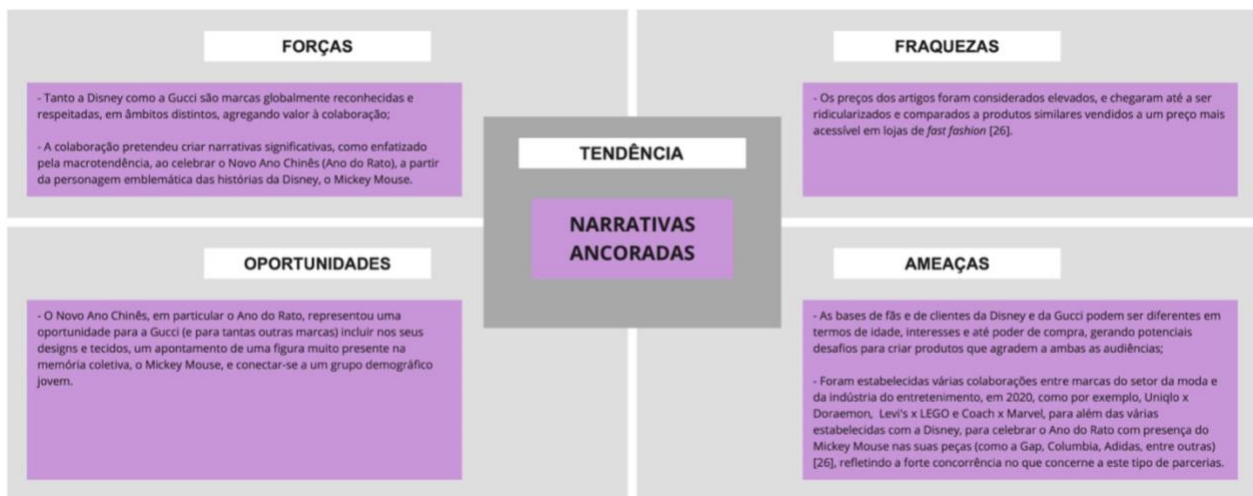 FORÇAS
- Tanto a Disney como a Gucci são marcas globalmente reconhecidas e
respeitadas, em âmbitos distintos, agregando valor à colaboração;
- A colaboração pretendeu criar narrativas significativas, como enfatizado
pela macrotendência, ao celebrar o Novo Ano Chinês (Ano do Rato), a partir
da personagem emblemática das histórias da Disney, o Mickey Mouse.
FRAQUEZAS
- Os preços dos artigos foram considerados elevados, e chegaram até a ser
ridicularizados e comparados a produtos similares vendidos a um preço mais
acessível em lojas de fast fashion [26].
TENDÊNCIA
NARRATIVAS
ANCORADAS
OPORTUNIDADES
- O Novo Ano Chinês, em particular o Ano do Rato, representou uma
oportunidade para a Gucci (e para tantas outras marcas) incluir nos seus
designs e tecidos, um apontamento de uma figura muito presente na
memória coletiva, o Mickey Mouse, e conectar-se a um grupo demográfico
jovem.
AMEAÇAS
- As bases de fãs e de clientes da Disney e da Gucci podem ser diferentes em
termos de idade, interesses e até poder de compra, gerando potenciais
desafios para criar produtos que agradem a ambas as audiências;
- Foram estabelecidas várias colaborações entre marcas do setor da moda e
da indústria do entretenimento, em 2020, como por exemplo, Uniqlo x
Doraemon, Levi's x LEGO e Coach x Marvel, para além das várias
estabelecidas com a Disney, para celebrar o Ano do Rato com presença do
Mickey Mouse nas suas peças (como a Gap, Columbia, Adidas, entre outras)
[26], refletindo a forte concorrência no que concerne a este tipo de parcerias.